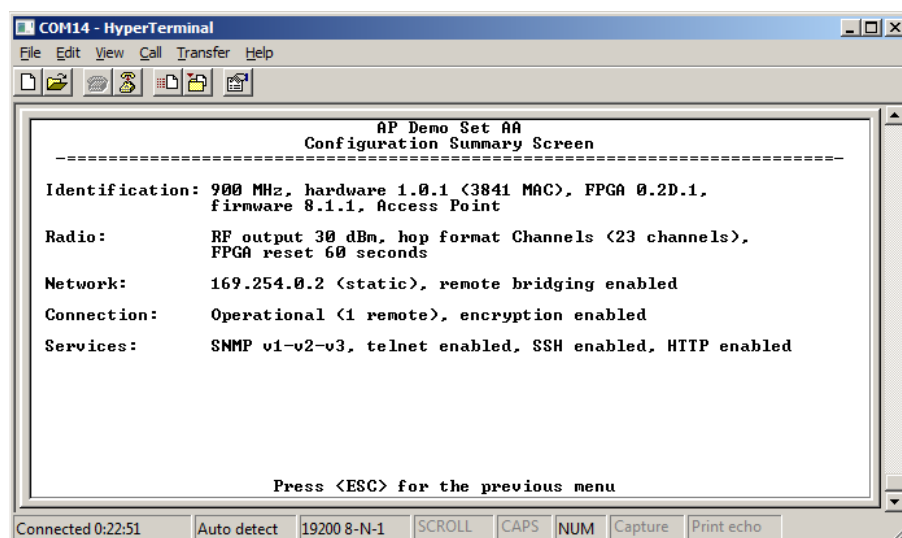 COM14 - HyperTerminal
File Edit View Call Transfer Help
AP Demo Set AA
Configuration Summary Screen
-==============================================================================-
Identification: 900 MHz, hardware 1.0.1 (3841 MAC), FPGA 0.2D.1,
firmware 8.1.1, Access Point
Radio: RF output 30 dBm, hop format Channels (23 channels),
FPGA reset 60 seconds
Network: 169.254.0.2 (static), remote bridging enabled
Connection: Operational (1 remote), encryption enabled
Services: SNMP v1-v2-v3, telnet enabled, SSH enabled, HTTP enabled
Press <ESC> for the previous menu
Connected 0:22:51 Auto detect 19200 8-N-1 SCROLL CAPS NUM Capture Print echo